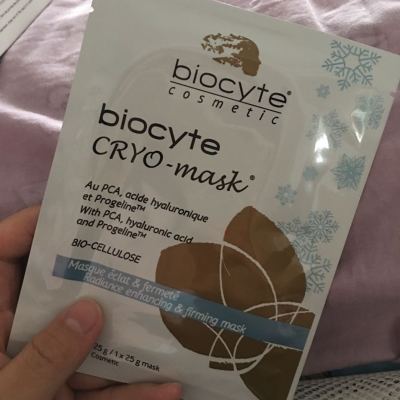 biocyte®
cosmetic
biocyte
CRYO-mask®
Au PCA, acide hyaluronique
et Progeline™
With PCA, hyaluronic acid
and Progeline™
BIO-CELLULOSE
Masque éclat & fermeté
Radiance enhancing & firming mask
25 g / 1 x 25 g mask
Cosmetic